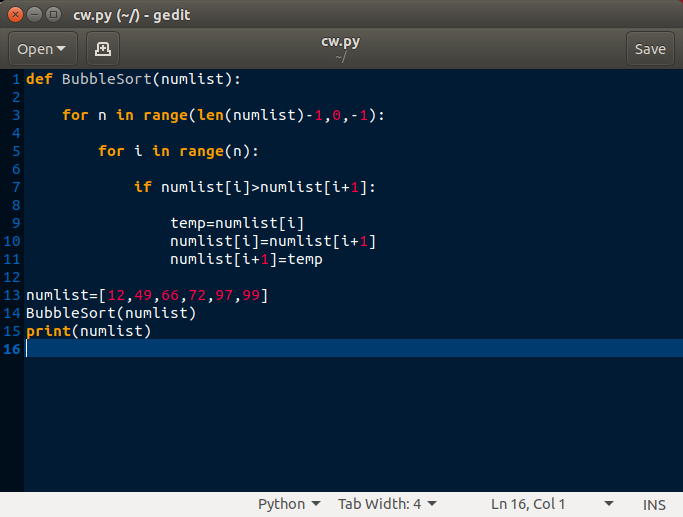 cw.py (~/) - gedit
Open
cw.py
~/
Save
1 def BubbleSort(numlist):
2
3     for n in range(len(numlist)-1,0,-1):
4
5         for i in range(n):
6
7             if numlist[i]>numlist[i+1]:
8
9                 temp=numlist[i]
10                 numlist[i]=numlist[i+1]
11                 numlist[i+1]=temp
12
13 numlist=[12,49,66,72,97,99]
14 BubbleSort(numlist)
15 print(numlist)
16
Python Tab Width: 4 Ln 16, Col 1 INS